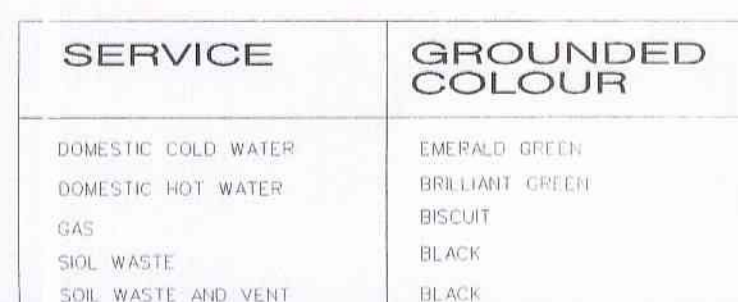 SERVICE
GROUNDED
COLOUR
DOMESTIC COLD WATER
EMERALD GREEN
DOMESTIC HOT WATER
BRILLIANT GREEN
GAS
BISCUIT
SIOL WASTE
BLACK
SOIL WASTE AND VENT
BLACK